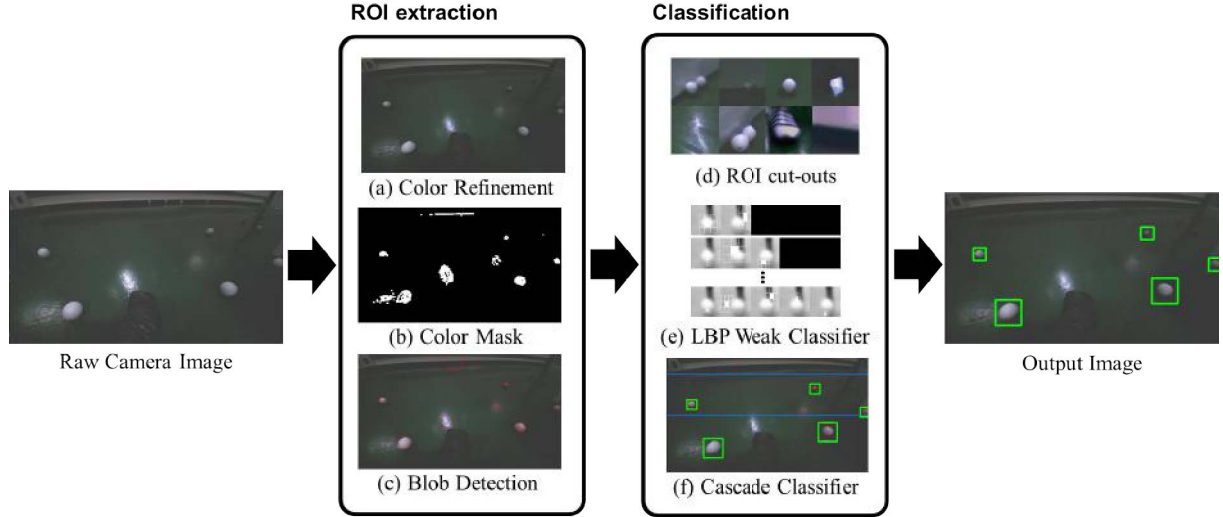 ROI extraction
Classification
(a) Color Refinement
(b) Color Mask
(c) Blob Detection
(d) ROI cut-outs
(e) LBP Weak Classifier
(f) Cascade Classifier
Raw Camera Image
Output Image